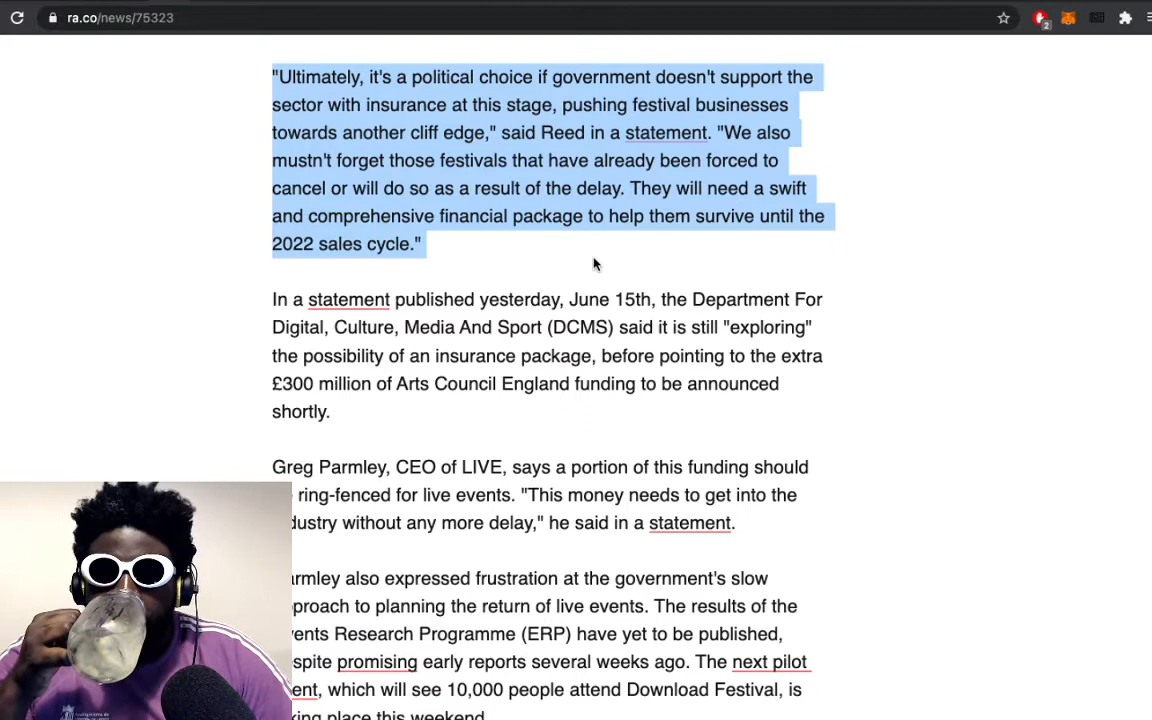 ra.co/news/75323
2
"Ultimately, it's a political choice if government doesn't support the
sector with insurance at this stage, pushing festival businesses
towards another cliff edge," said Reed in a statement. "We also
mustn't forget those festivals that have already been forced to
cancel or will do so as a result of the delay. They will need a swift
and comprehensive financial package to help them survive until the
2022 sales cycle."
In a statement published yesterday, June 15th, the Department For
Digital, Culture, Media And Sport (DCMS) said it is still "exploring"
the possibility of an insurance package, before pointing to the extra
£300 million of Arts Council England funding to be announced
shortly.
Greg Parmley, CEO of LIVE, says a portion of this funding should
ring-fenced for live events. "This money needs to get into the
dustry without any more delay," he said in a statement.
armley also expressed frustration at the government's slow
proach to planning the return of live events. The results of the
ents Research Programme (ERP) have yet to be published,
spite promising early reports several weeks ago. The next pilot
ent, which will see 10,000 people attend Download Festival, is
king place this weekend.